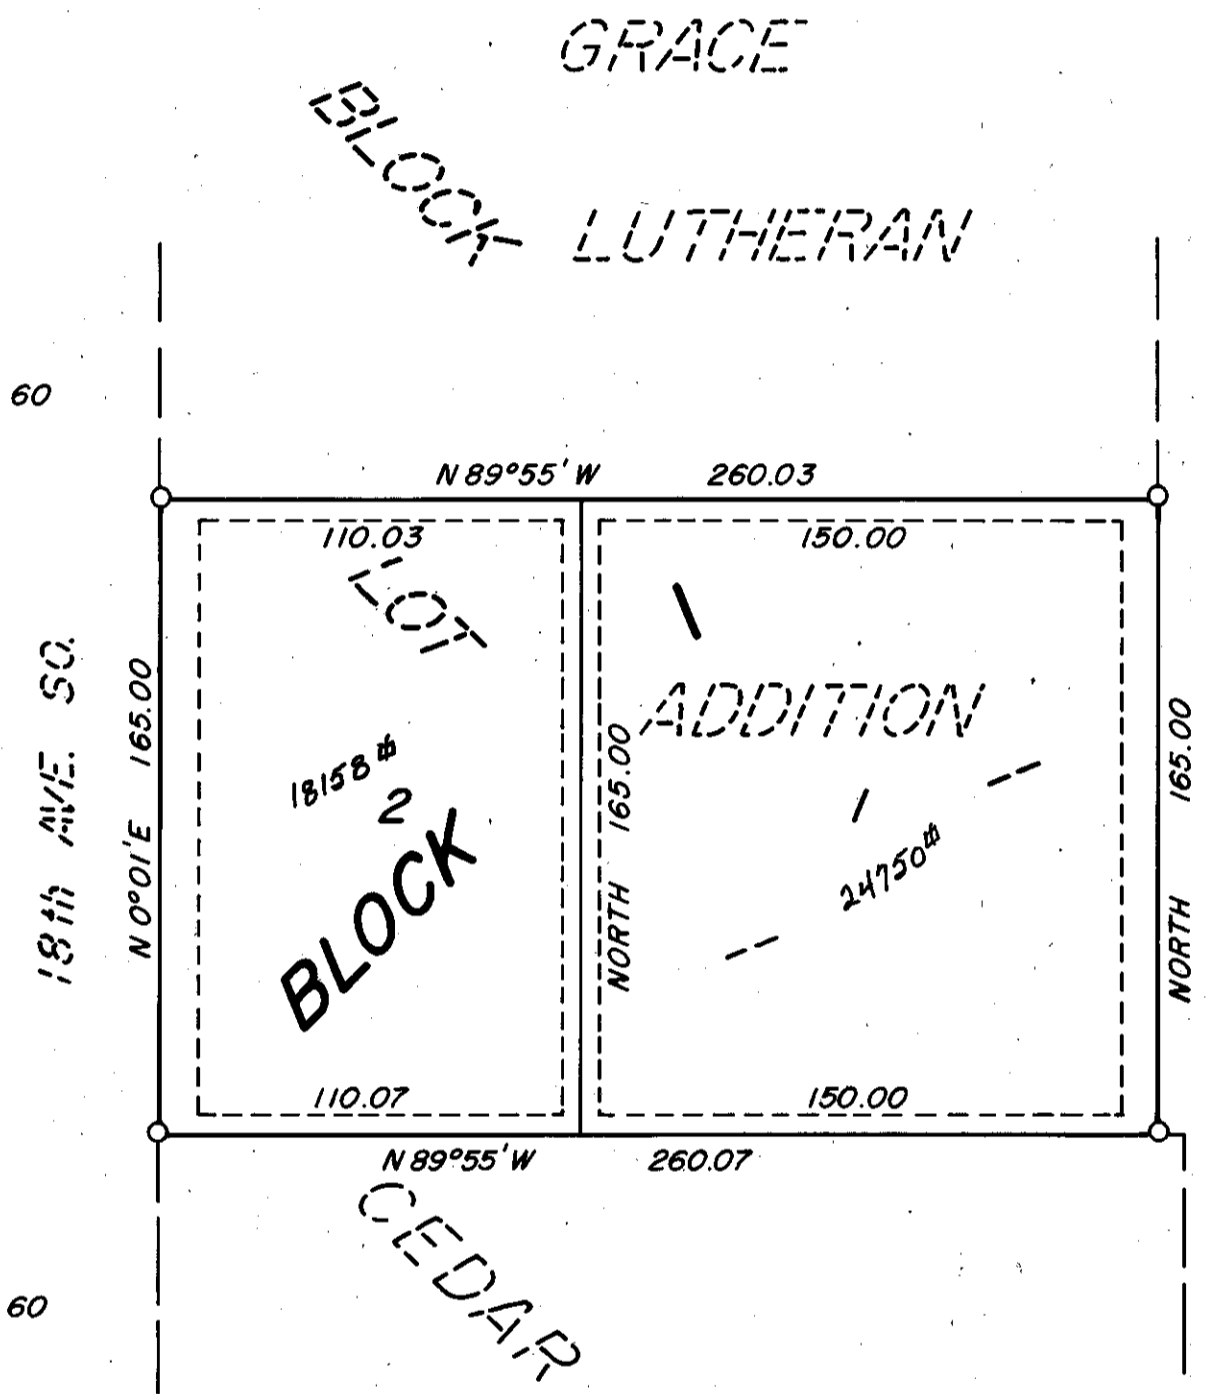 GRACE
BLOCK
LUTHERAN
60
N 89°55' W 260.03
110.03
150.00
LOT
1
18th AVE. SO.
N 0°01'E 165.00
ADDITION
NORTH 165.00
NORTH 165.00
18158
2
1
24750
BLOCK
110.07
150.00
N 89°55' W 260.07
CEDAR
60